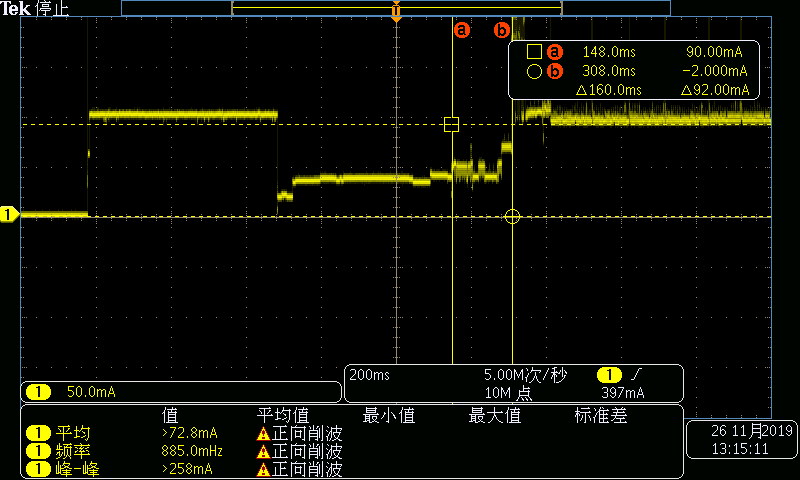 Tek 停止
T
a b
a 148.0ms 90.00mA
b 308.0ms −2.000mA
△160.0ms △92.00mA
1
1 50.0mA
200ms 5.00M次/秒 1
10M 点 397mA
值 平均值 最小值 最大值 标准差
1 平均 >72.8mA 正向削波
1 频率 885.0mHz 正向削波
1 峰-峰 >258mA 正向削波
26 11月2019
13:15:11